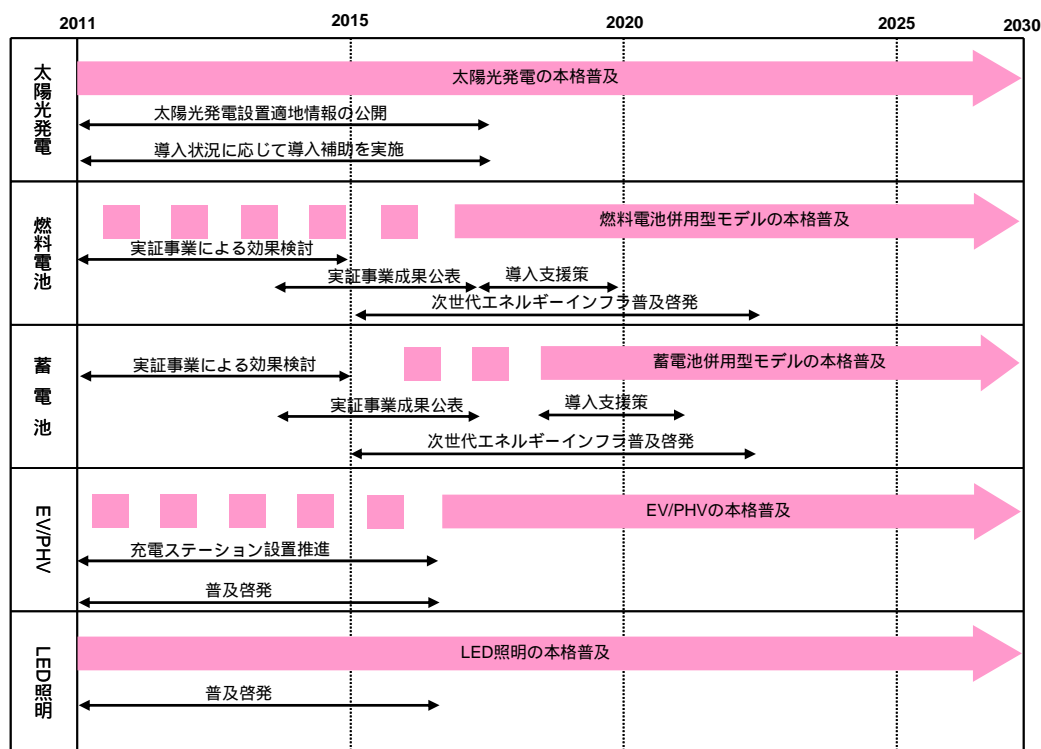 2011 2015 2020 2025 2030
太陽光発電
太陽光発電の本格普及
太陽光発電設置適地情報の公開
導入状況に応じて導入補助を実施
燃料電池
燃料電池併用型モデルの本格普及
実証事業による効果検討
実証事業成果公表
導入支援策
次世代エネルギーインフラ普及啓発
蓄電池
蓄電池併用型モデルの本格普及
実証事業による効果検討
実証事業成果公表
導入支援策
次世代エネルギーインフラ普及啓発
EV/PHV
EV/PHVの本格普及
充電ステーション設置推進
普及啓発
LED照明
LED照明の本格普及
普及啓発